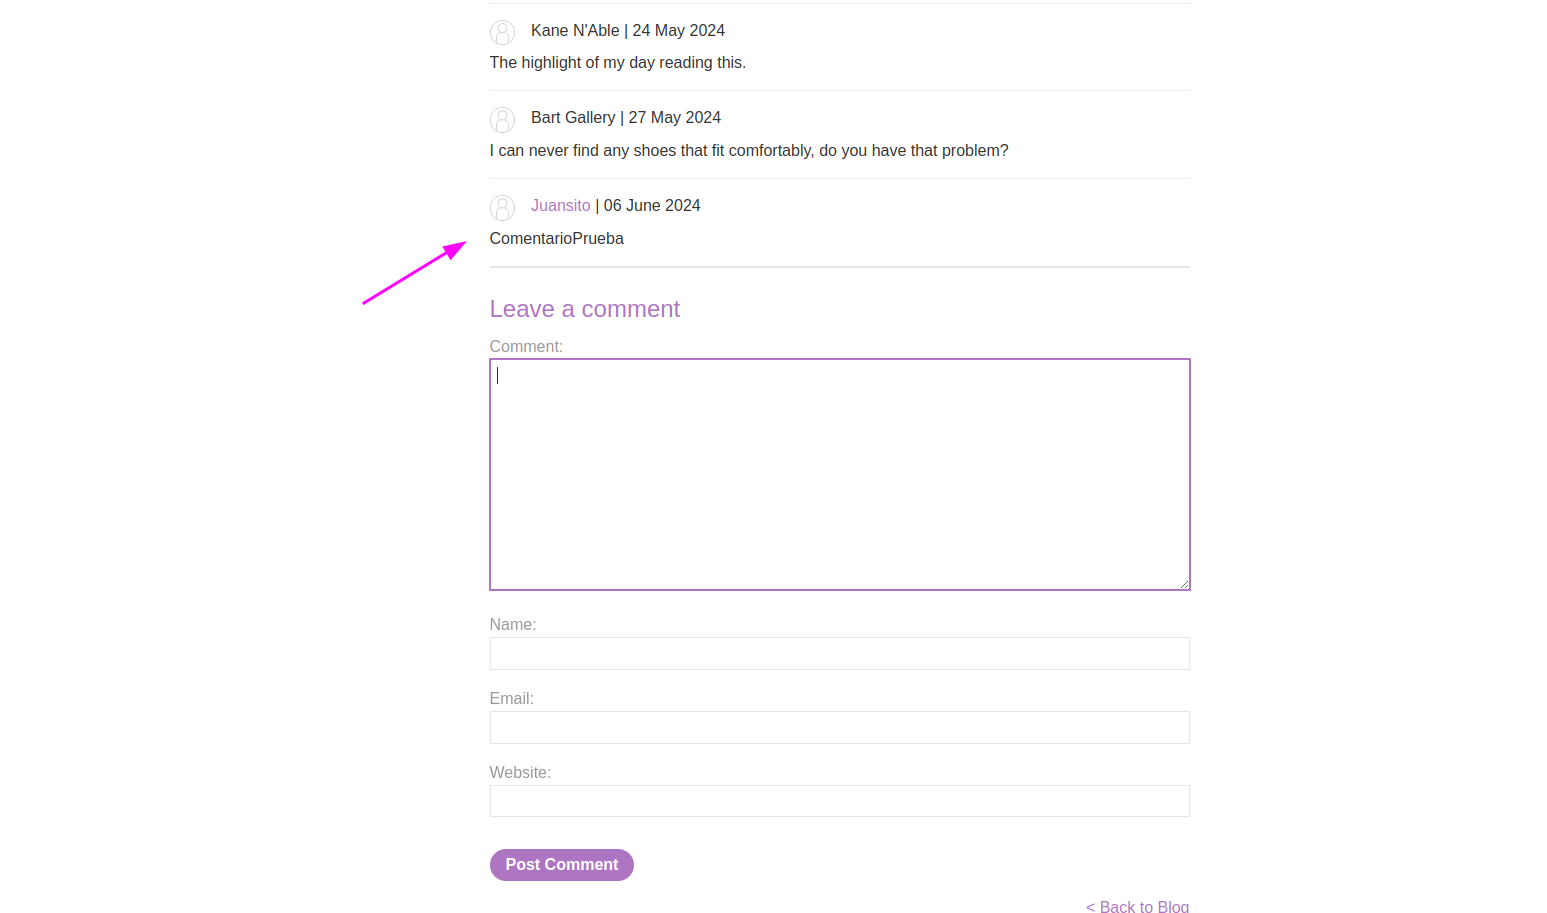 Kane N'Able | 24 May 2024
The highlight of my day reading this.
Bart Gallery | 27 May 2024
I can never find any shoes that fit comfortably, do you have that problem?
Juansito | 06 June 2024
ComentarioPrueba
Leave a comment
Comment:
Name:
Email:
Website:
Post Comment
< Back to Blog